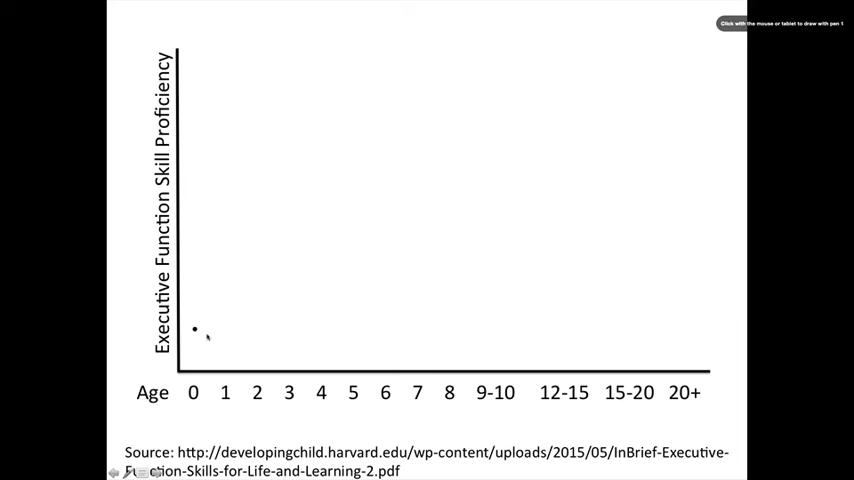 Click with the mouse or tablet to draw with pen 1
Executive Function Skill Proficiency
Age 0 1 2 3 4 5 6 7 8 9-10 12-15 15-20 20+
Source: http://developingchild.harvard.edu/wp-content/uploads/2015/05/InBrief-Executive-
Function-Skills-for-Life-and-Learning-2.pdf